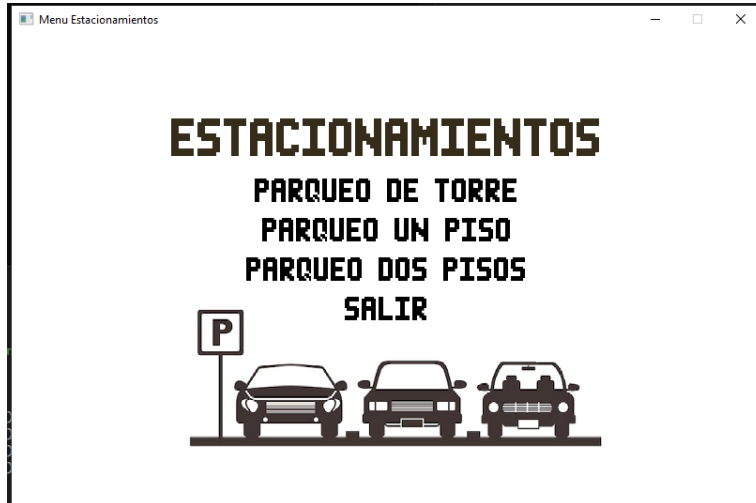 Menu Estacionamientos
ESTACIONAMIENTOS
PARQUEO DE TORRE
PARQUEO UN PISO
PARQUEO DOS PISOS
SALIR
P